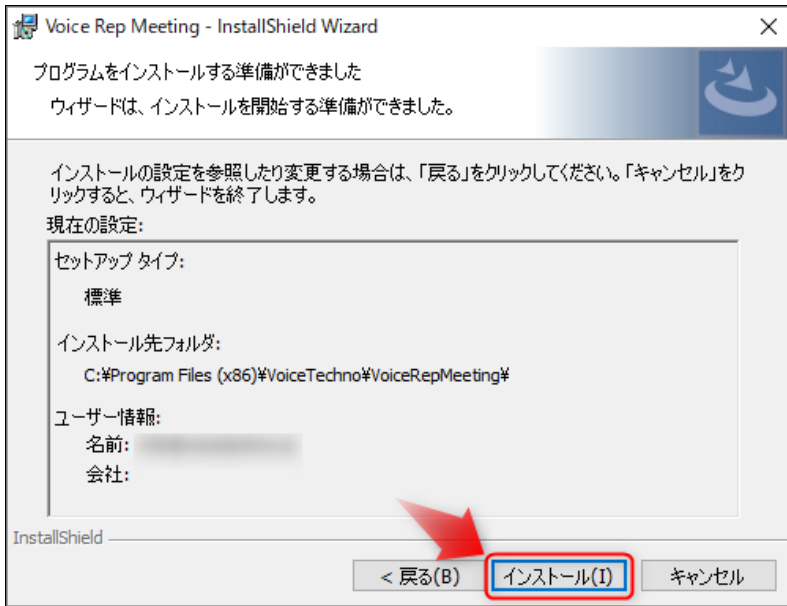 Voice Rep Meeting - InstallShield Wizard
プログラムをインストールする準備ができました
ウィザードは、インストールを開始する準備ができました。
インストールの設定を参照したり変更する場合は、「戻る」をクリックしてください。「キャンセル」をク
リックすると、ウィザードを終了します。
現在の設定:
セットアップ タイプ:
標準
インストール先フォルダ:
C:¥Program Files (x86)¥VoiceTechno¥VoiceRepMeeting¥
ユーザー情報:
名前:
会社:
InstallShield
< 戻る(B) インストール(I) キャンセル